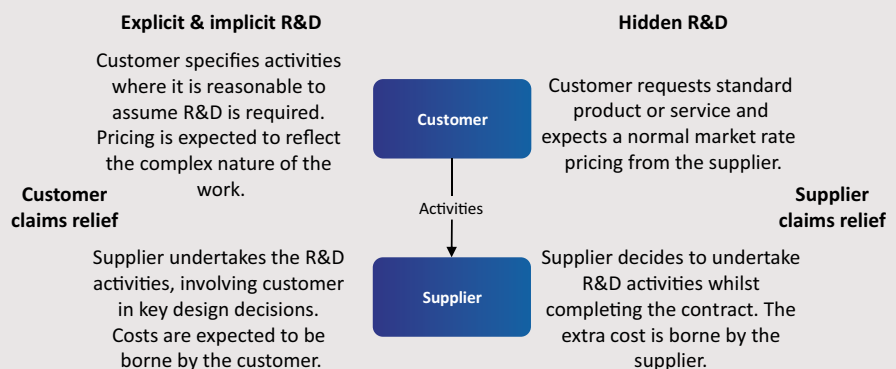 Explicit & implicit R&D
Customer specifies activities
where it is reasonable to
assume R&D is required.
Pricing is expected to reflect
the complex nature of the
work.
Customer
claims relief
Supplier undertakes the R&D
activities, involving customer
in key design decisions.
Costs are expected to be
borne by the customer.
Customer
Activities
Supplier
Hidden R&D
Customer requests standard
product or service and
expects a normal market rate
pricing from the supplier.
Supplier
claims relief
Supplier decides to undertake
R&D activities whilst
completing the contract. The
extra cost is borne by the
supplier.